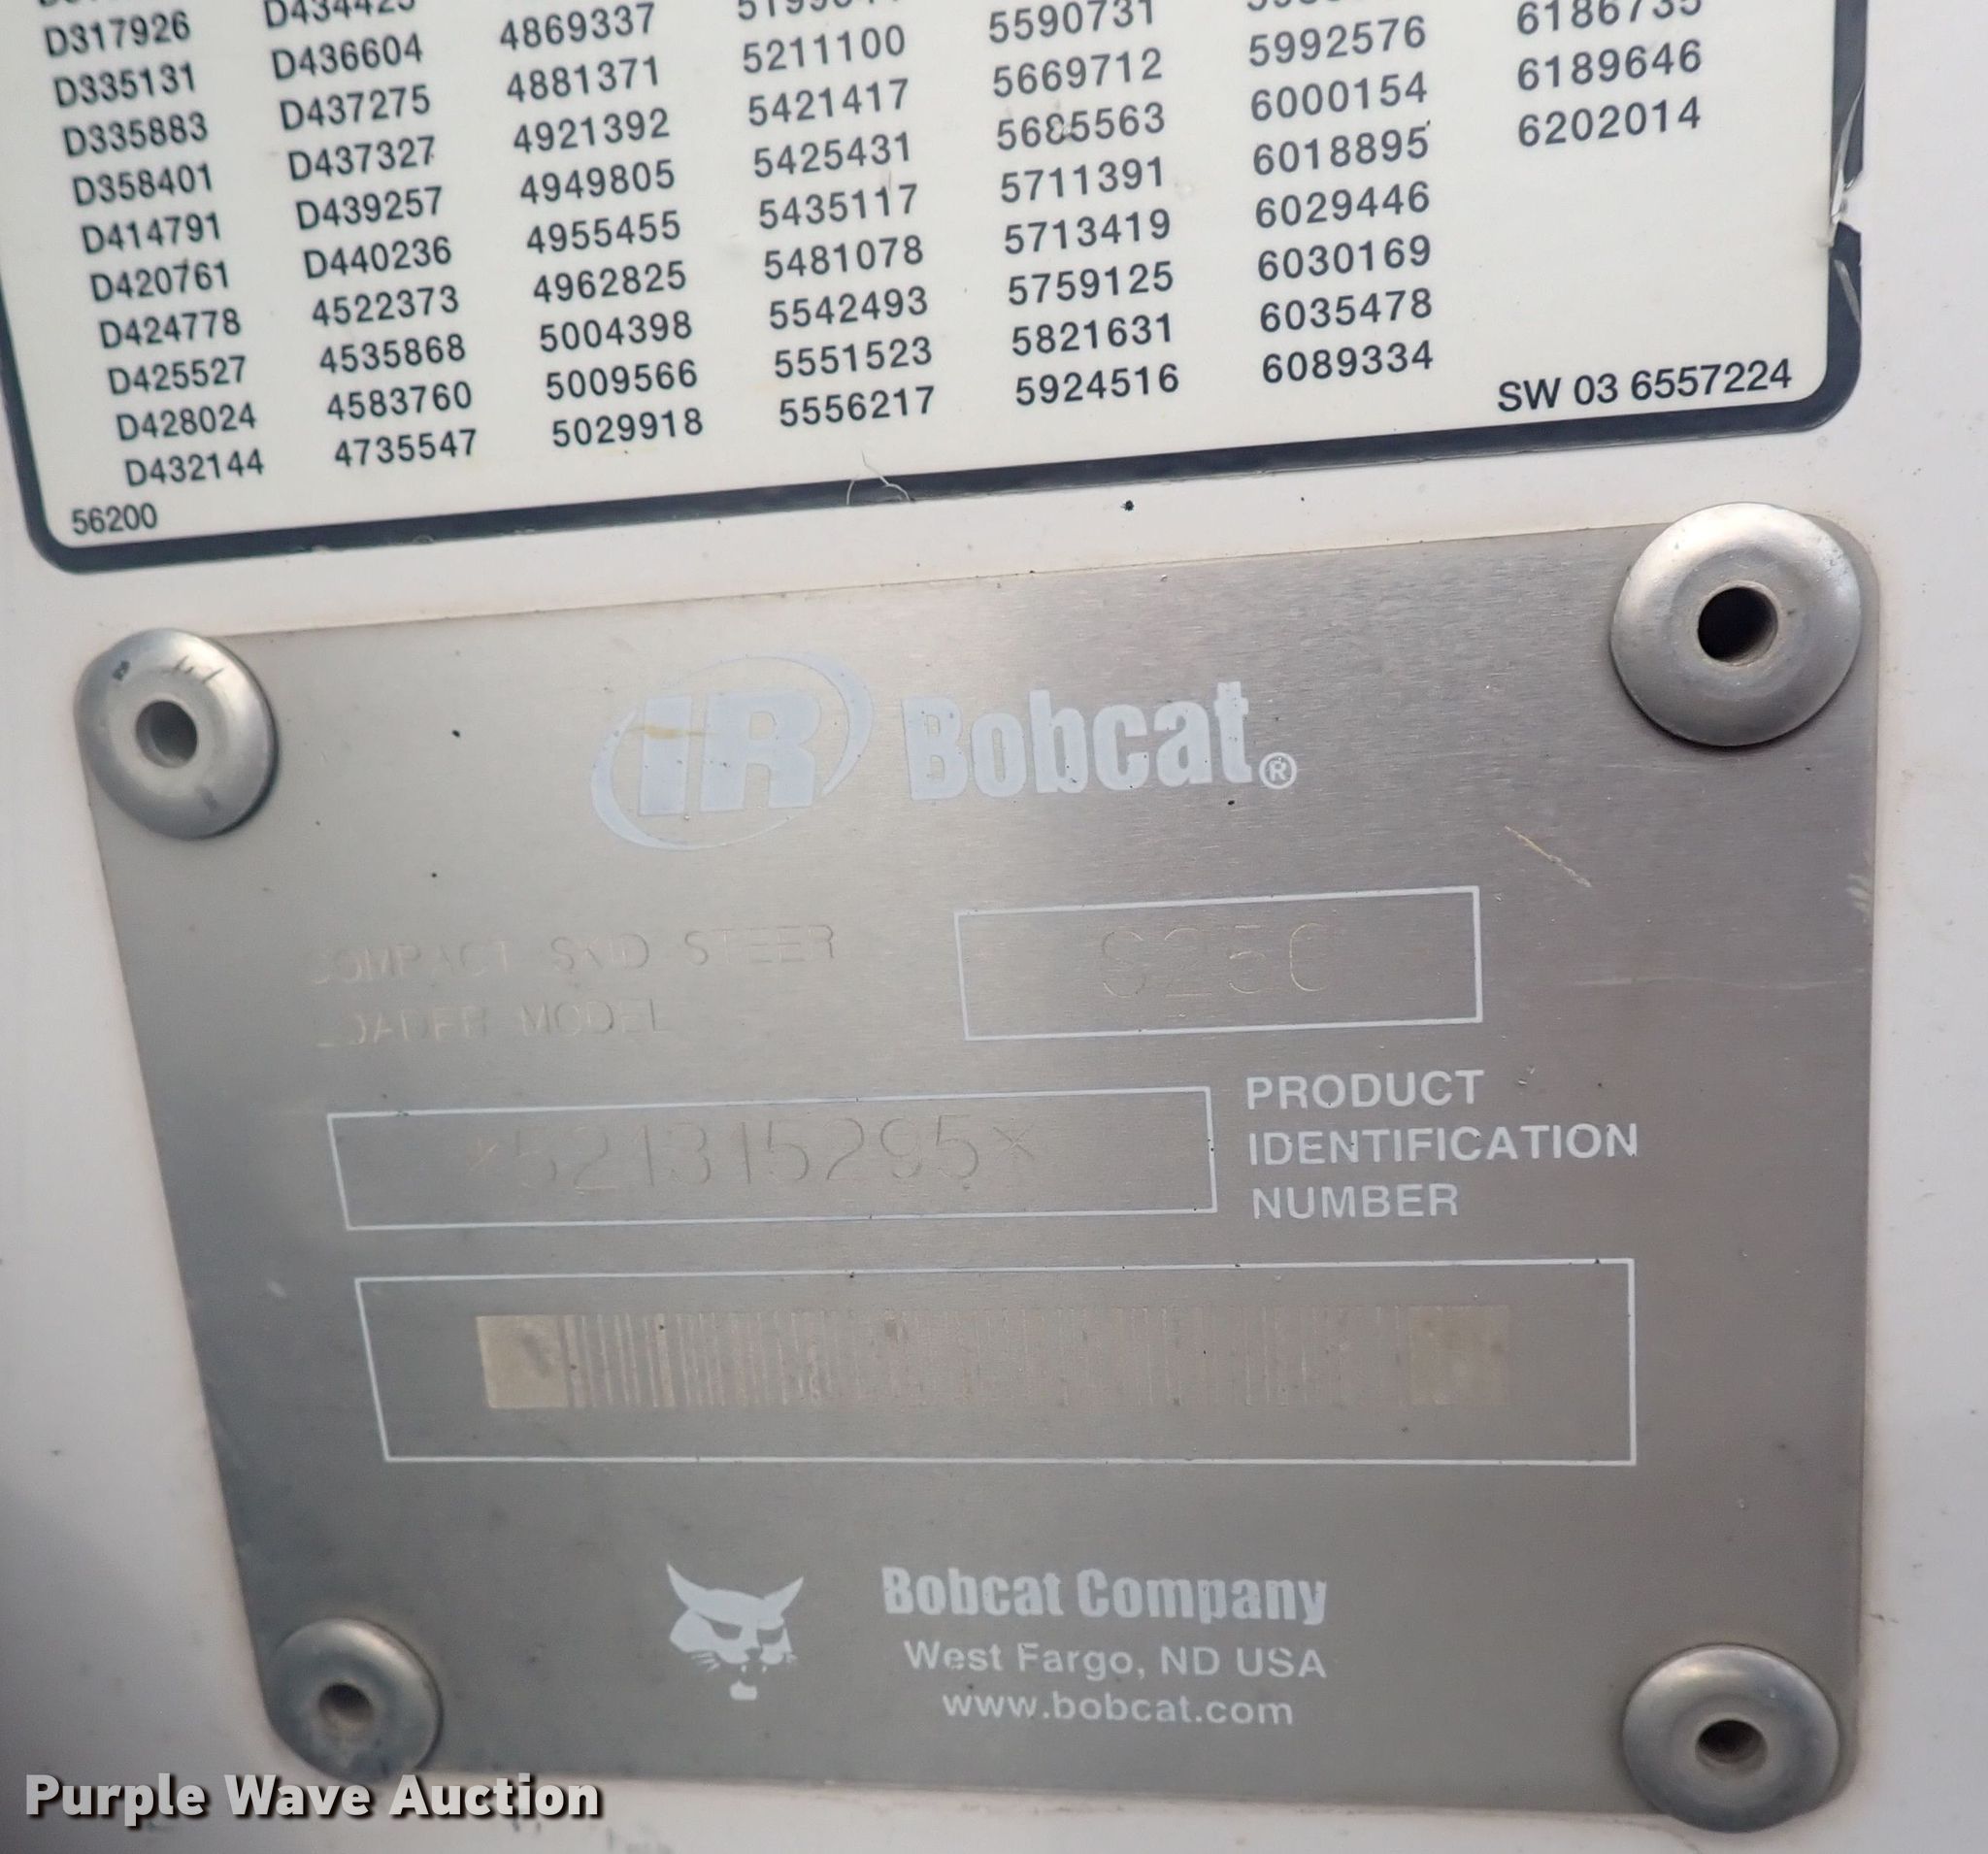 D317926 4869337 5590731 6186735
D335131 D436604 4881371 5211100 5669712 5992576 6189646
D335883 D437275 4921392 5421417 5685563 6000154 6202014
D358401 D437327 4949805 5425431 5711391 6018895
D414791 D439257 4955455 5435117 5713419 6029446
D420761 D440236 4962825 5481078 5759125 6030169
D424778 4522373 5004398 5542493 5821631 6035478
D425527 4535868 5009566 5551523 5924516 6089334
D428024 4583760 5029918 5556217
D432144 4735547
SW 03 6557224
56200
IR Bobcat®
COMPACT SKID STEER
LOADER MODEL
S250
*521315295*
PRODUCT
IDENTIFICATION
NUMBER
Bobcat Company
West Fargo, ND USA
www.bobcat.com
Purple Wave Auction